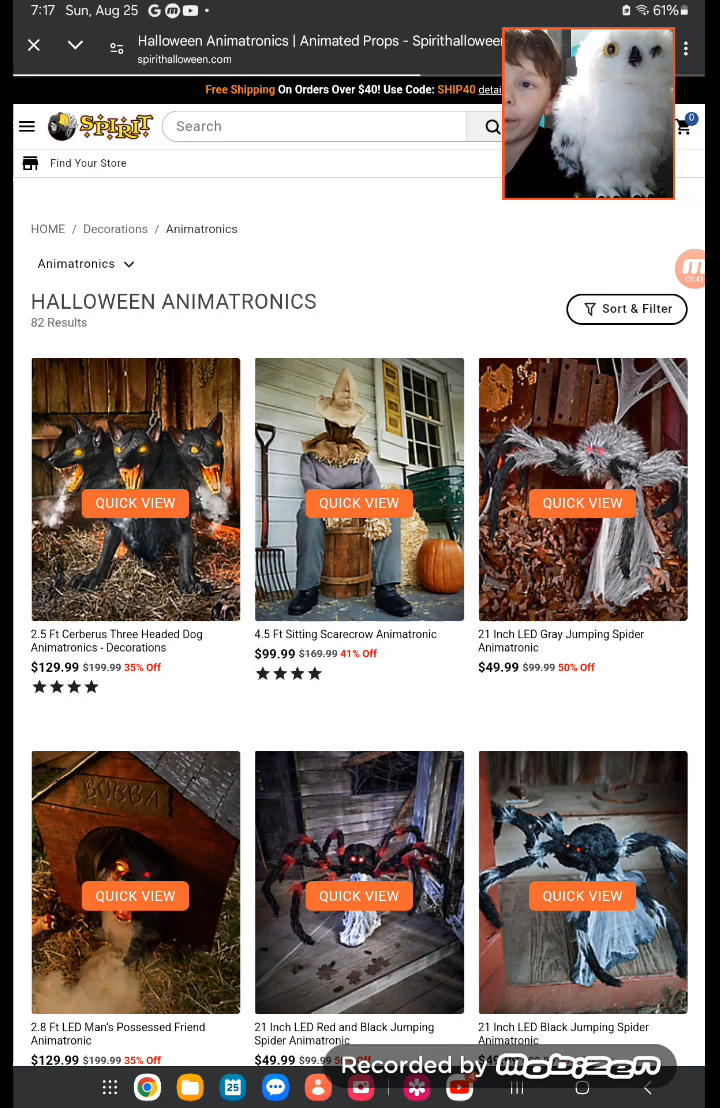 7:17 Sun, Aug 25 G m • 61%
Halloween Animatronics | Animated Props - Spirithalloween
spirithalloween.com
Free Shipping On Orders Over $40! Use Code: SHIP40 detai
SPIRIT Search 0
Find Your Store
HOME / Decorations / Animatronics
Animatronics
m
01:41
HALLOWEEN ANIMATRONICS
82 Results
Sort & Filter
QUICK VIEW QUICK VIEW QUICK VIEW
2.5 Ft Cerberus Three Headed Dog
Animatronics - Decorations
$129.99 $199.99 35% Off
4.5 Ft Sitting Scarecrow Animatronic
$99.99 $169.99 41% Off
21 Inch LED Gray Jumping Spider
Animatronic
$49.99 $99.99 50% Off
BUBBA
QUICK VIEW QUICK VIEW QUICK VIEW
2.8 Ft LED Man's Possessed Friend
Animatronic
$129.99 $199.99 35% Off
21 Inch LED Red and Black Jumping
Spider Animatronic
$49.99 $99.99
21 Inch LED Black Jumping Spider
Animatronic
Recorded by mobizen
25